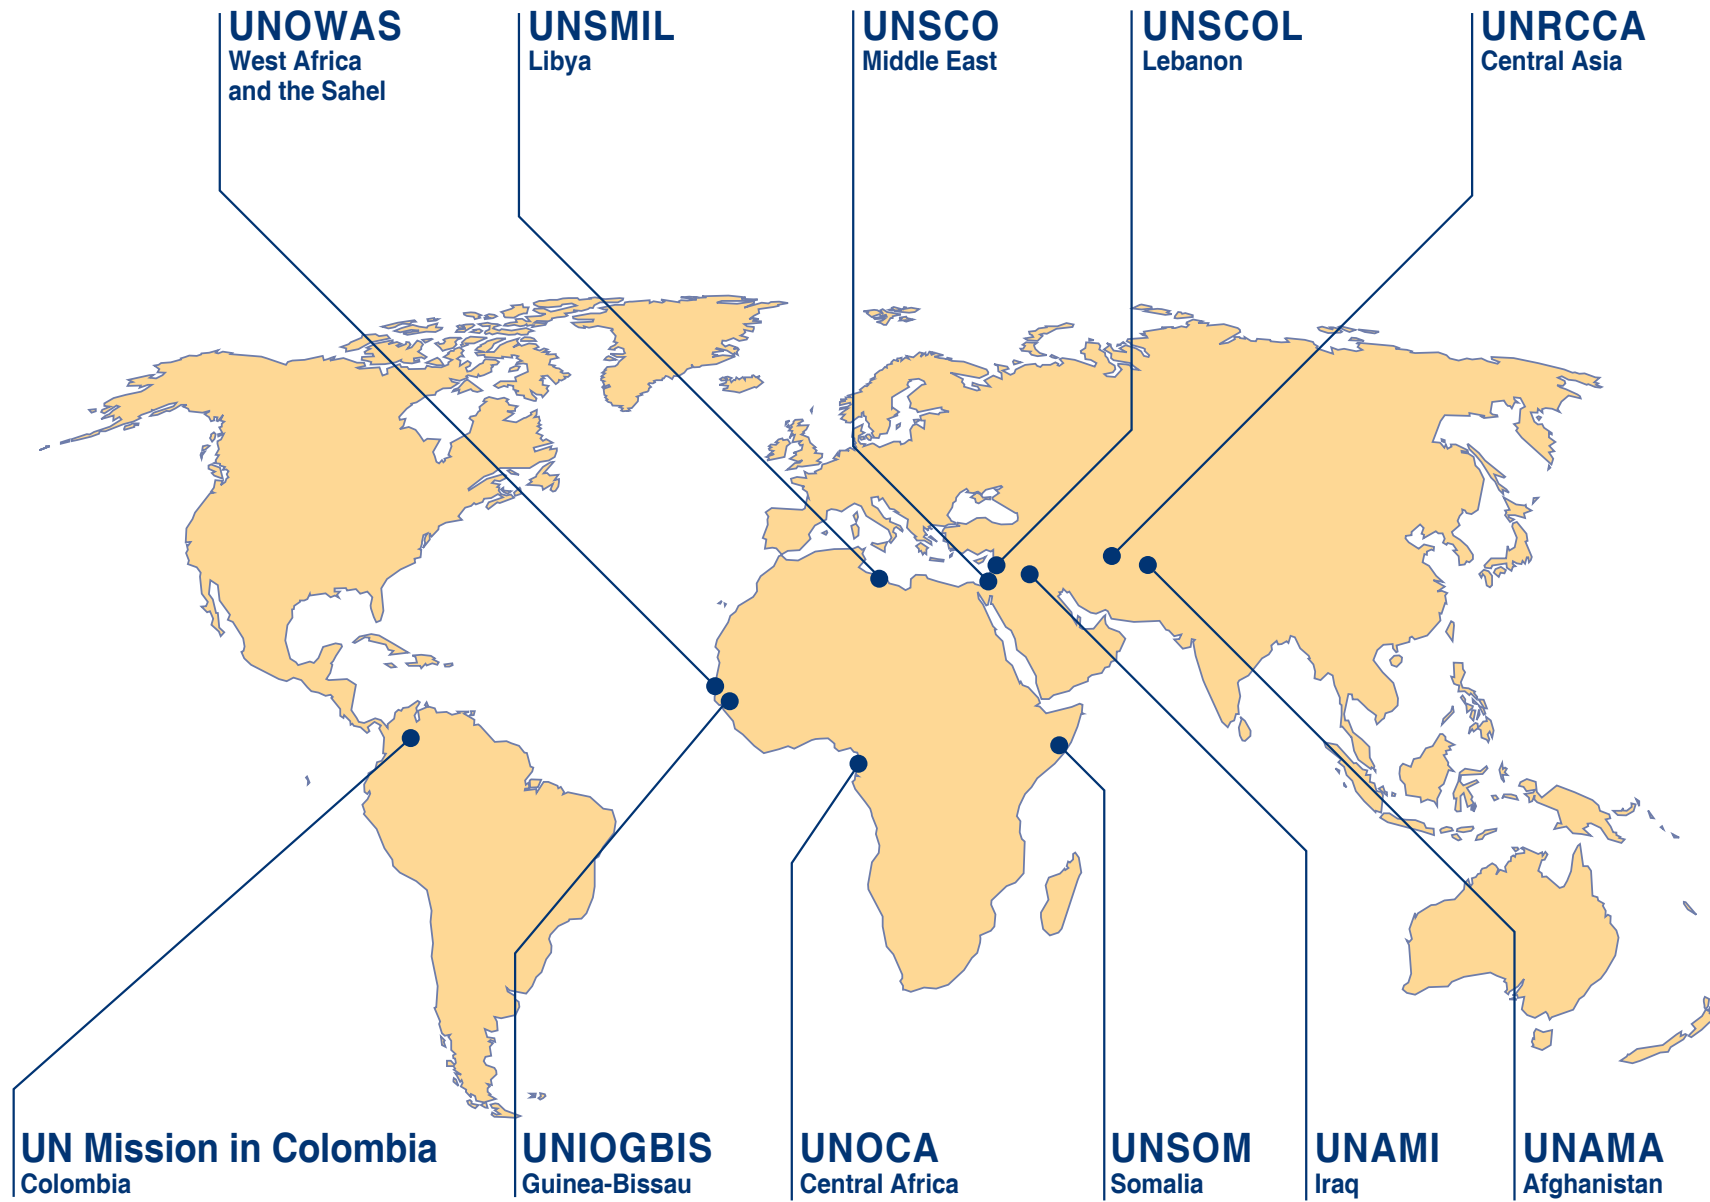 UNOWAS
West Africa
and the Sahel
UNSMIL
Libya
UNSCO
Middle East
UNSCOL
Lebanon
UNRCCA
Central Asia
UN Mission in Colombia
Colombia
UNIOGBIS
Guinea-Bissau
UNOCA
Central Africa
UNSOM
Somalia
UNAMI
Iraq
UNAMA
Afghanistan